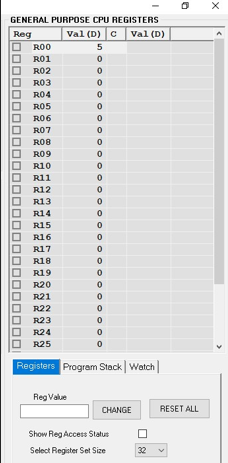 GENERAL PURPOSE CPU REGISTERS
Reg Val (D) C Val (D)
R00 5
R01 0
R02 0
R03 0
R04 0
R05 0
R06 0
R07 0
R08 0
R09 0
R10 0
R11 0
R12 0
R13 0
R14 0
R15 0
R16 0
R17 0
R18 0
R19 0
R20 0
R21 0
R22 0
R23 0
R24 0
R25 0
Registers Program Stack Watch
Reg Value
CHANGE RESET ALL
Show Reg Access Status
Select Register Set Size 32